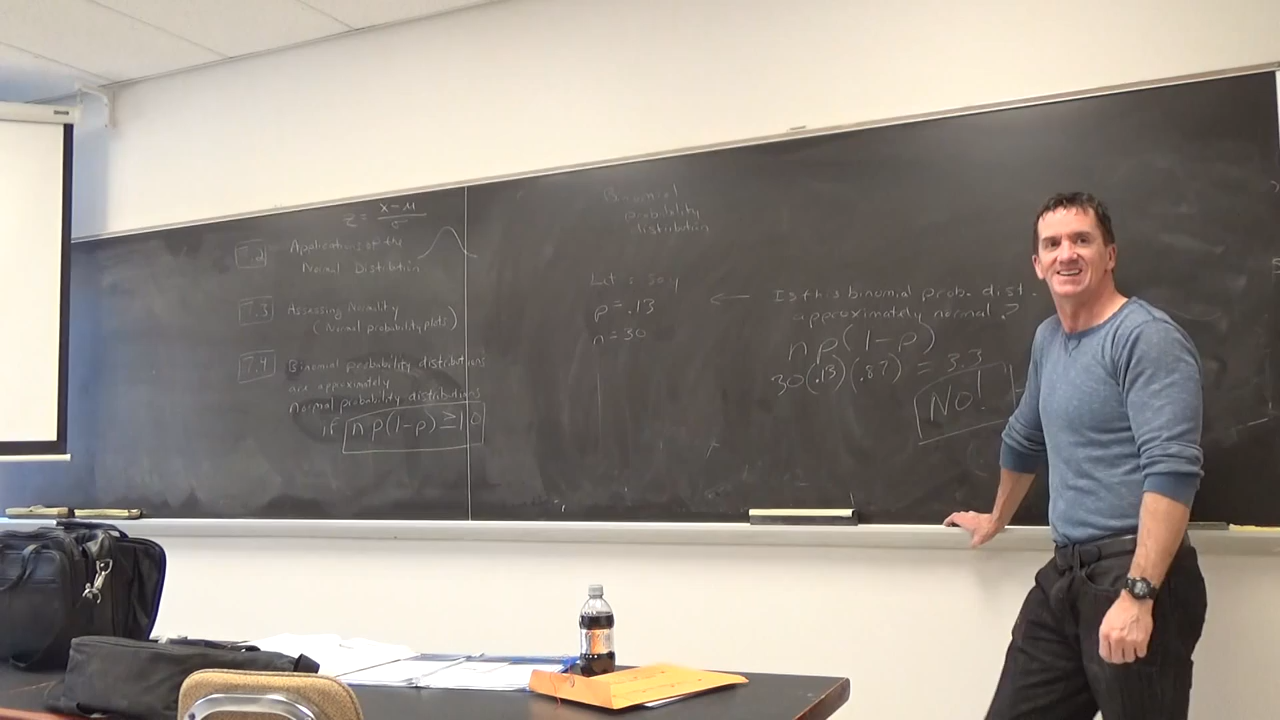 z = x-μ / σ
7.2 Applications of the
Normal Distribution
7.3 Assessing Normality
(Normal probability plots)
7.4 Binomial probability distributions
are approximately
Normal probability distributions
if np(1-p) ≥ 10
Binomial
probability
distribution
Let's say
p = .13
n = 30
← Is this binomial prob. dist.
approximately normal?
np(1-p)
30(.13)(.87) = 3.3
NO!